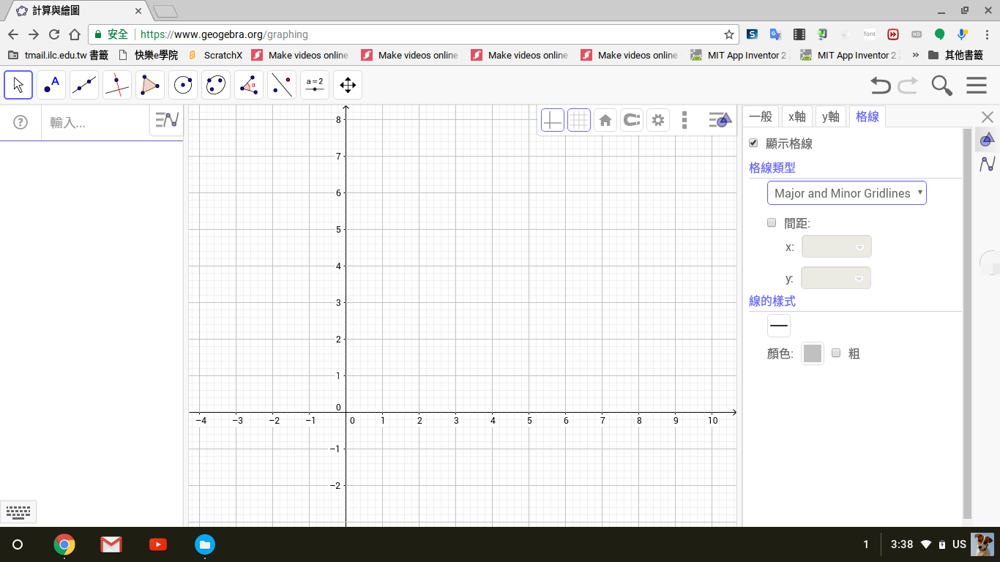 計算與繪圖
安全 https://www.geogebra.org/graphing
S font HD
tmail.ilc.edu.tw 書籤 快樂e學院 ScratchX Make videos online Make videos online Make videos online Make videos online MIT App Inventor 2 MIT App Inventor 2 » 其他書籤
A α a=2
? 輸入...
8
7
6
5
4
3
2
1
0
−4 −3 −2 −1 0 1 2 3 4 5 6 7 8 9 10
−1
−2
一般 x軸 y軸 格線
顯示格線
格線類型
Major and Minor Gridlines
間距:
x:
y:
線的樣式
顏色: 粗
1 3:38 US